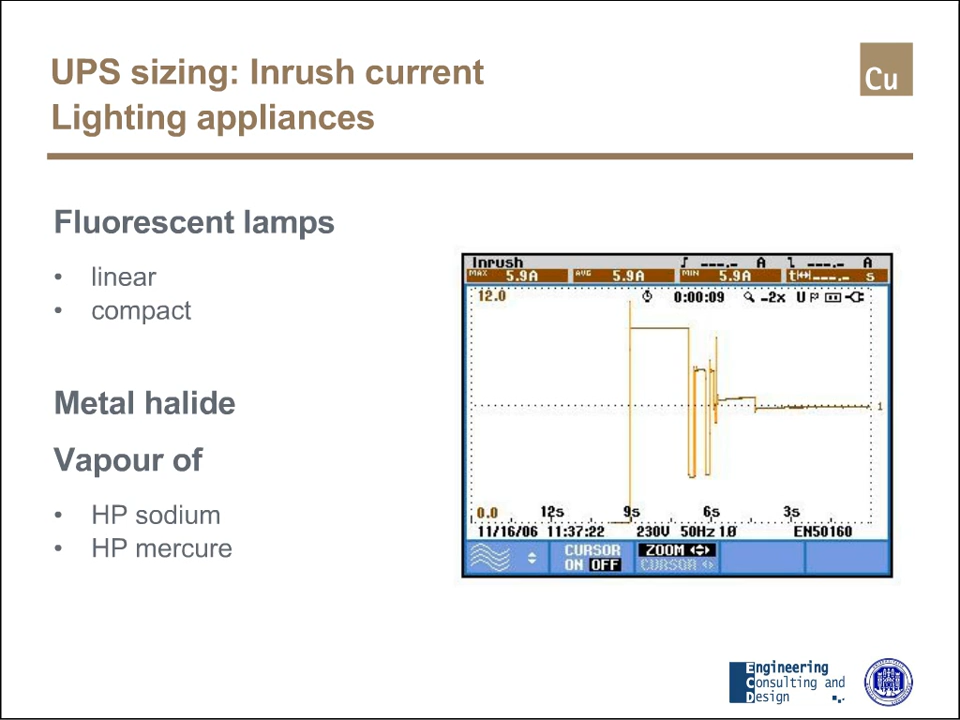 UPS sizing: Inrush current
Lighting appliances
Cu
Fluorescent lamps
• linear
• compact
Metal halide
Vapour of
• HP sodium
• HP mercure
Inrush ---.- A ---.- A
MAX 5.9A AVG 5.9A MIN 5.9A t ---.- s
12.0 0:00:09 -2x U
1
0.0 12s 9s 6s 3s
11/16/06 11:37:22 230V 50Hz 1Ø EN50160
CURSOR
ON OFF
ZOOM
CURSOR
Engineering
Consulting and
Design